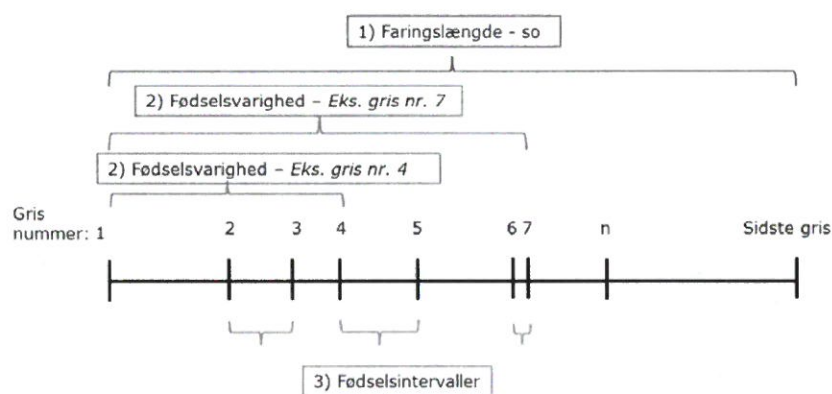 1) Faringslængde - so
2) Fødselsvarighed – Eks. gris nr. 7
2) Fødselsvarighed – Eks. gris nr. 4
Gris
nummer: 1 2 3 4 5 6 7 n Sidste gris
3) Fødselsintervaller